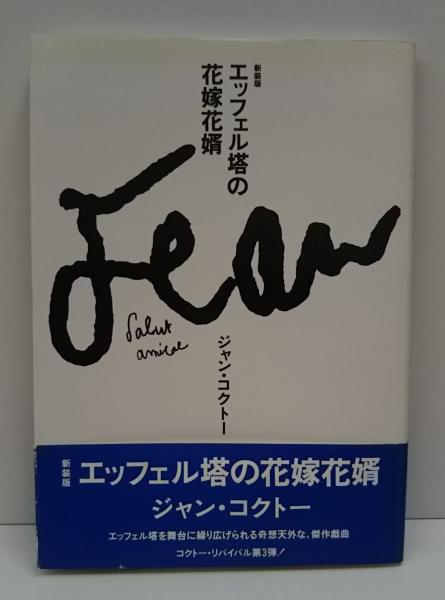 新装版
エッフェル塔の
花嫁花婿
Jean
Salut
amical
ジャン・コクトー
新装版
エッフェル塔の花嫁花婿
ジャン・コクトー
エッフェル塔を舞台に繰り広げられる奇想天外な、傑作戯曲
コクトー・リバイバル第3弾!